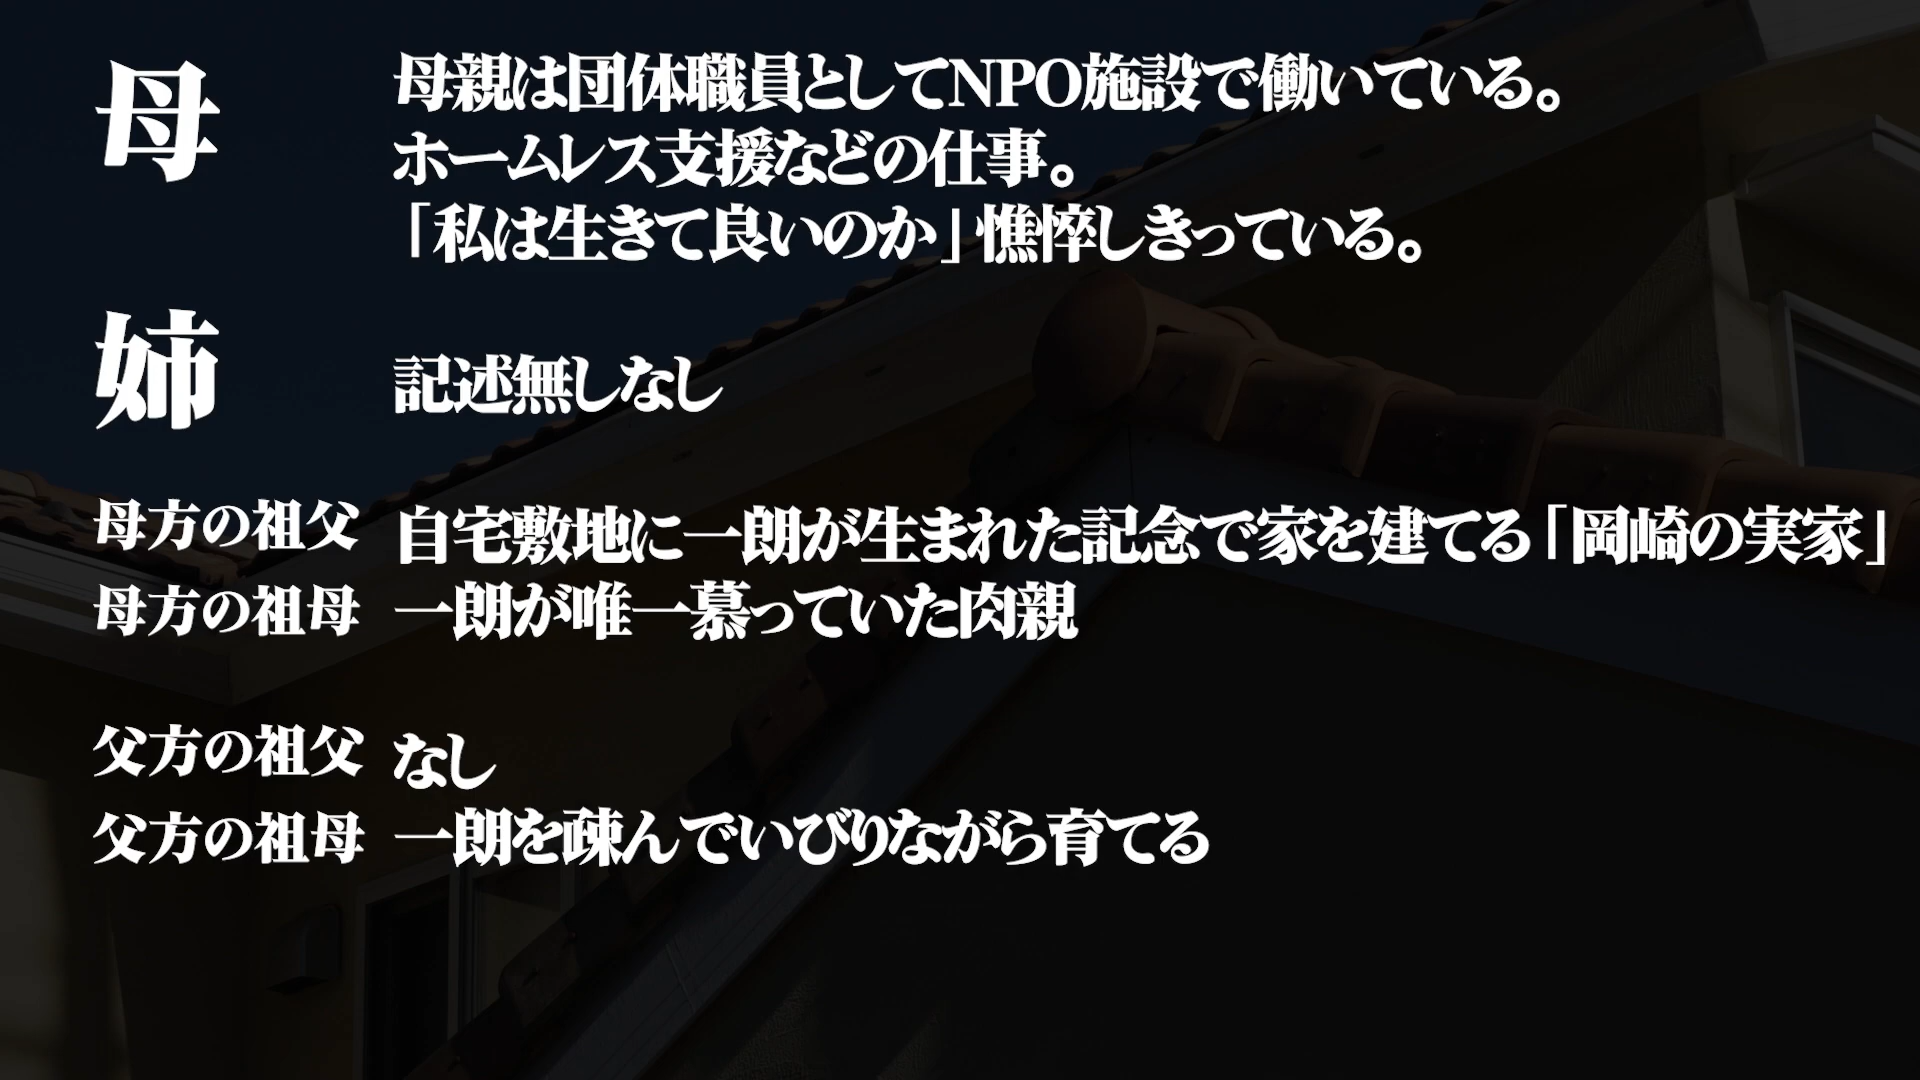 母
母親は団体職員としてNPO施設で働いている。
ホームレス支援などの仕事。
「私は生きて良いのか」憔悴しきっている。
姉
記述無しなし
母方の祖父 自宅敷地に一朗が生まれた記念で家を建てる「岡崎の実家」
母方の祖母 一朗が唯一慕っていた肉親
父方の祖父 なし
父方の祖母 一朗を疎んでいびりながら育てる